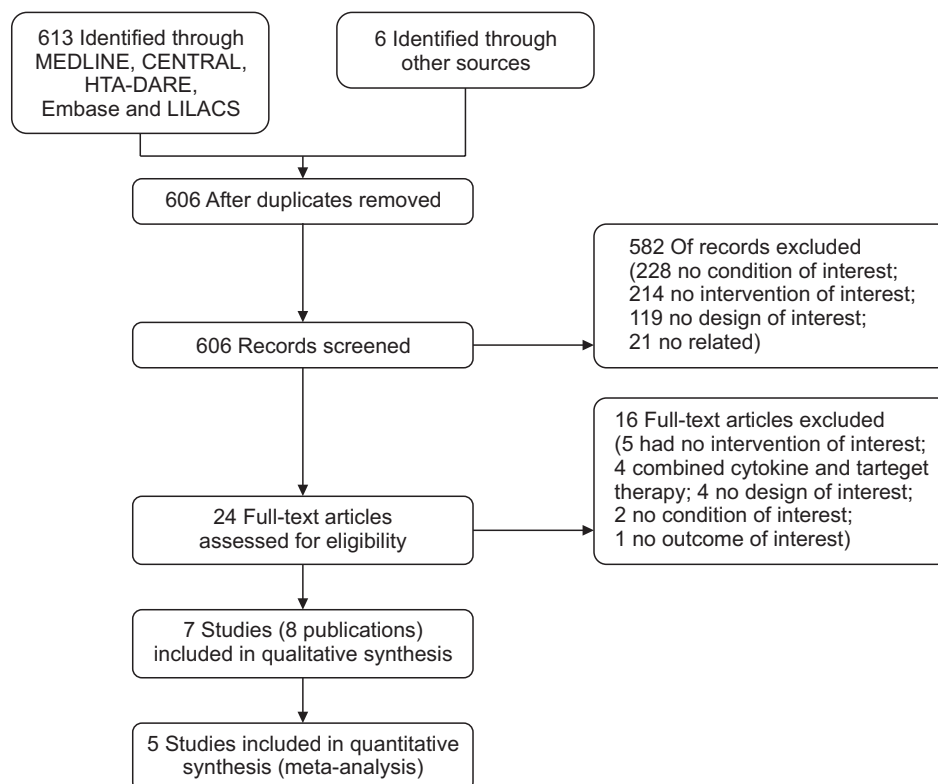 613 Identified through
MEDLINE, CENTRAL,
HTA-DARE,
Embase and LILACS
6 Identified through
other sources
606 After duplicates removed
582 Of records excluded
(228 no condition of interest;
214 no intervention of interest;
119 no design of interest;
21 no related)
606 Records screened
16 Full-text articles excluded
(5 had no intervention of interest;
4 combined cytokine and tarteget
therapy; 4 no design of interest;
2 no condition of interest;
1 no outcome of interest)
24 Full-text articles
assessed for eligibility
7 Studies (8 publications)
included in qualitative synthesis
5 Studies included in quantitative
synthesis (meta-analysis)